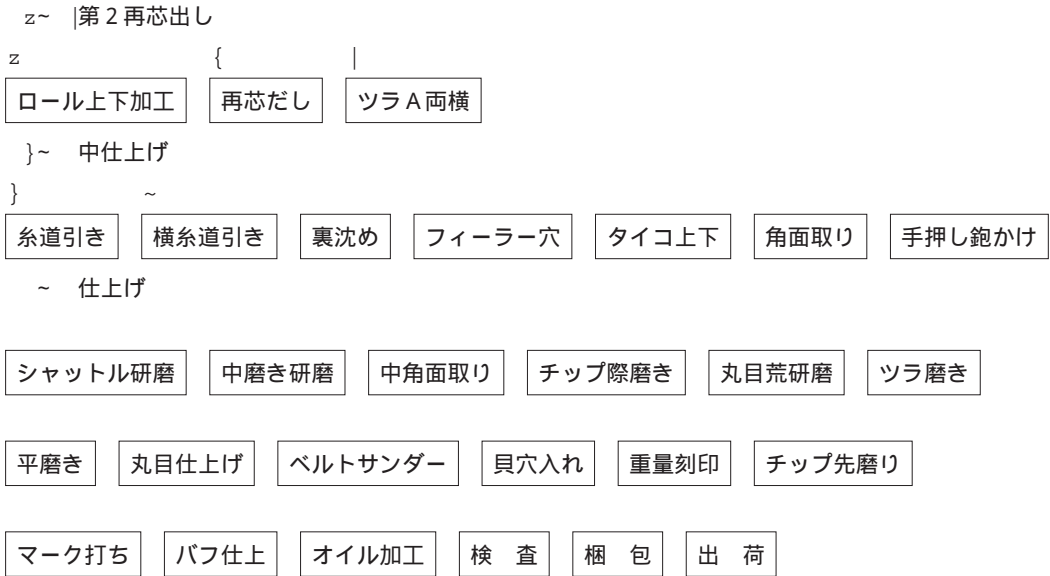 z~ |第2再芯出し
z { |
ロール上下加工 再芯だし ツラA両横
}~ 中仕上げ
} ~
糸道引き 横糸道引き 裏沈め フィーラー穴 タイコ上下 角面取り 手押し鉋かけ
~ 仕上げ
シャットル研磨 中磨き研磨 中角面取り チップ際磨き 丸目荒研磨 ツラ磨き
平磨き 丸目仕上げ ベルトサンダー 貝穴入れ 重量刻印 チップ先磨り
マーク打ち バフ仕上 オイル加工 検 査 梱 包 出 荷